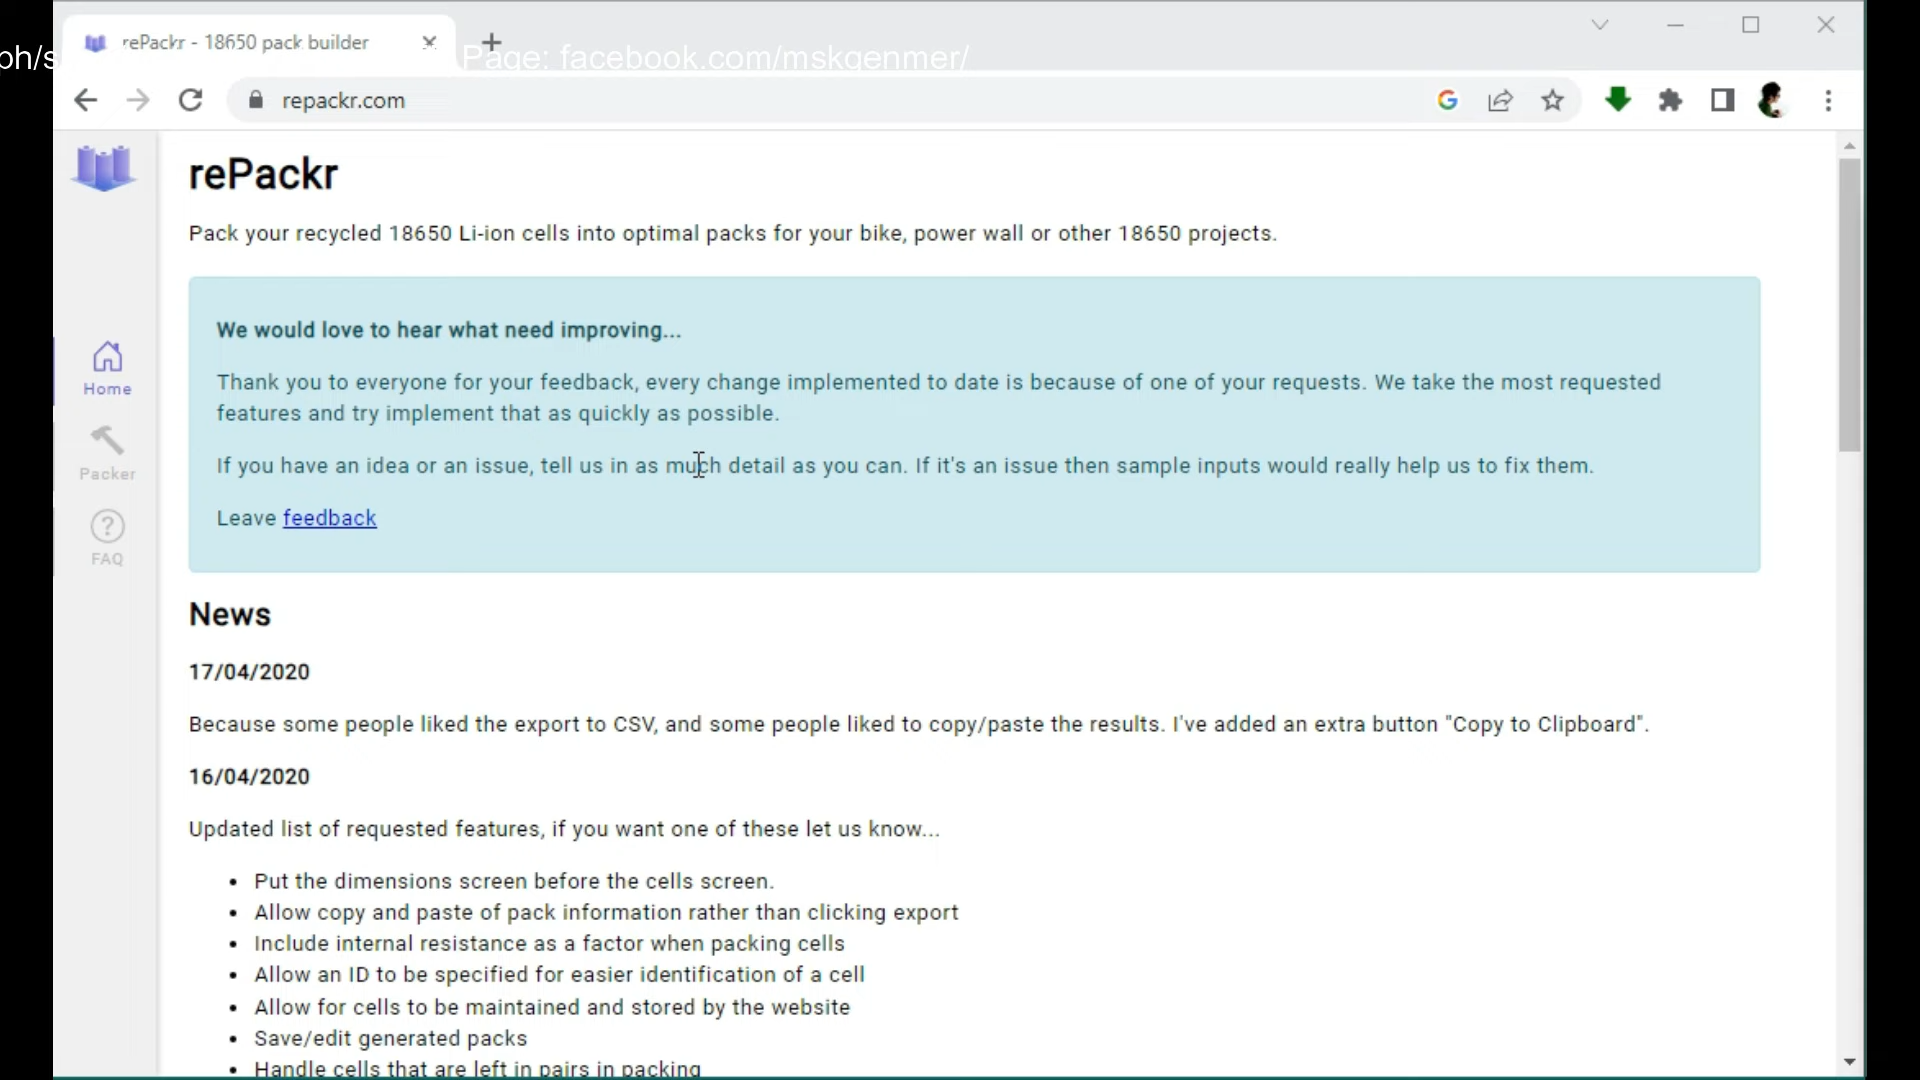 rePackr - 18650 pack builder
ph/s Page: facebook.com/mskgenmer/
repackr.com
rePackr
Pack your recycled 18650 Li-ion cells into optimal packs for your bike, power wall or other 18650 projects.
We would love to hear what need improving...
Thank you to everyone for your feedback, every change implemented to date is because of one of your requests. We take the most requested
features and try implement that as quickly as possible.
If you have an idea or an issue, tell us in as much detail as you can. If it's an issue then sample inputs would really help us to fix them.
Leave feedback
Home
Packer
FAQ
News
17/04/2020
Because some people liked the export to CSV, and some people liked to copy/paste the results. I've added an extra button "Copy to Clipboard".
16/04/2020
Updated list of requested features, if you want one of these let us know...
• Put the dimensions screen before the cells screen.
• Allow copy and paste of pack information rather than clicking export
• Include internal resistance as a factor when packing cells
• Allow an ID to be specified for easier identification of a cell
• Allow for cells to be maintained and stored by the website
• Save/edit generated packs
• Handle cells that are left in pairs in packing